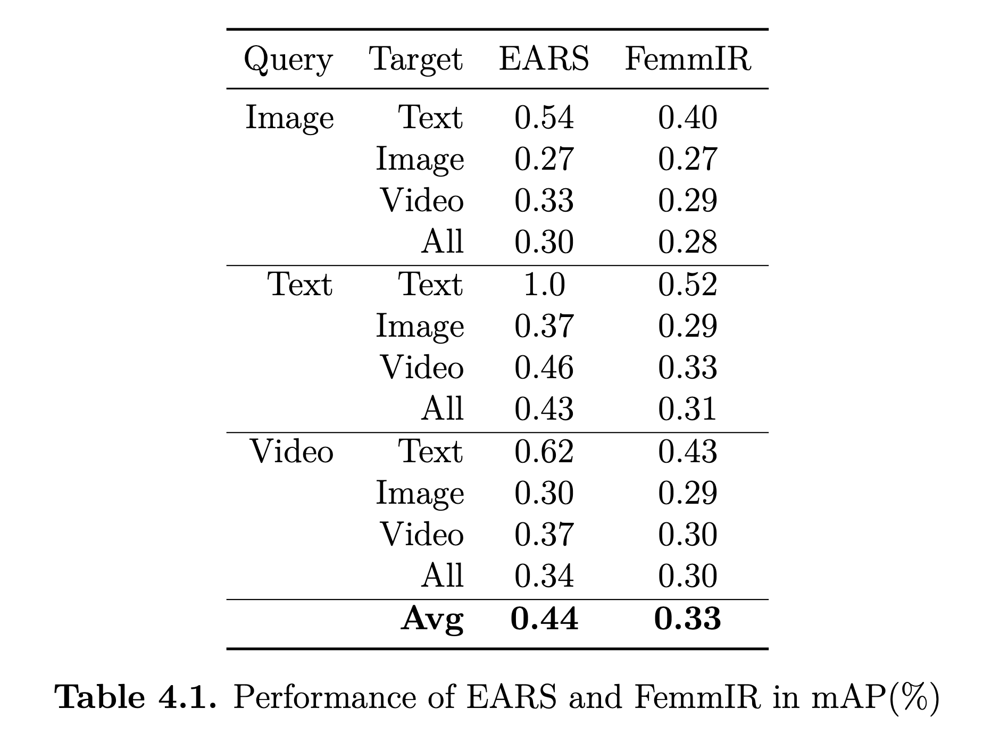 Query Target EARS FemmIR
Image Text 0.54 0.40
Image 0.27 0.27
Video 0.33 0.29
All 0.30 0.28
Text Text 1.0 0.52
Image 0.37 0.29
Video 0.46 0.33
All 0.43 0.31
Video Text 0.62 0.43
Image 0.30 0.29
Video 0.37 0.30
All 0.34 0.30
Avg 0.44 0.33
Table 4.1. Performance of EARS and FemmIR in mAP(%)